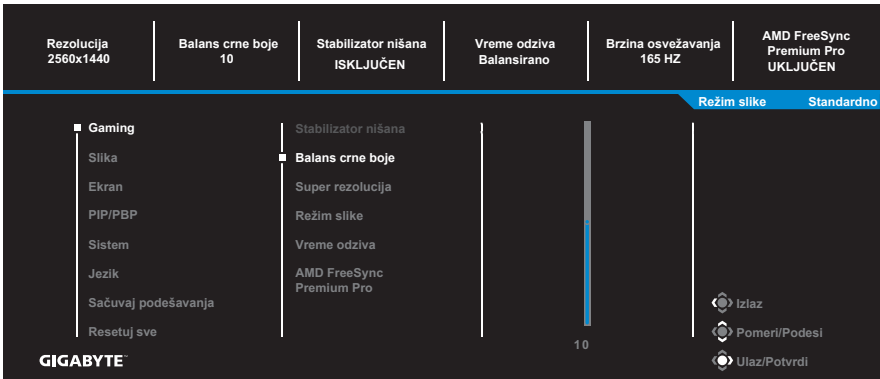 Rezolucija
2560x1440
Balans crne boje
10
Stabilizator nišana
ISKLJUČEN
Vreme odziva
Balansirano
Brzina osvežavanja
165 HZ
AMD FreeSync
Premium Pro
UKLJUČEN
Režim slike Standardno
Gaming
Slika
Ekran
PIP/PBP
Sistem
Jezik
Sačuvaj podešavanja
Resetuj sve
Stabilizator nišana
Balans crne boje
Super rezolucija
Režim slike
Vreme odziva
AMD FreeSync
Premium Pro
10
Izlaz
Pomeri/Podesi
Ulaz/Potvrdi
GIGABYTE™